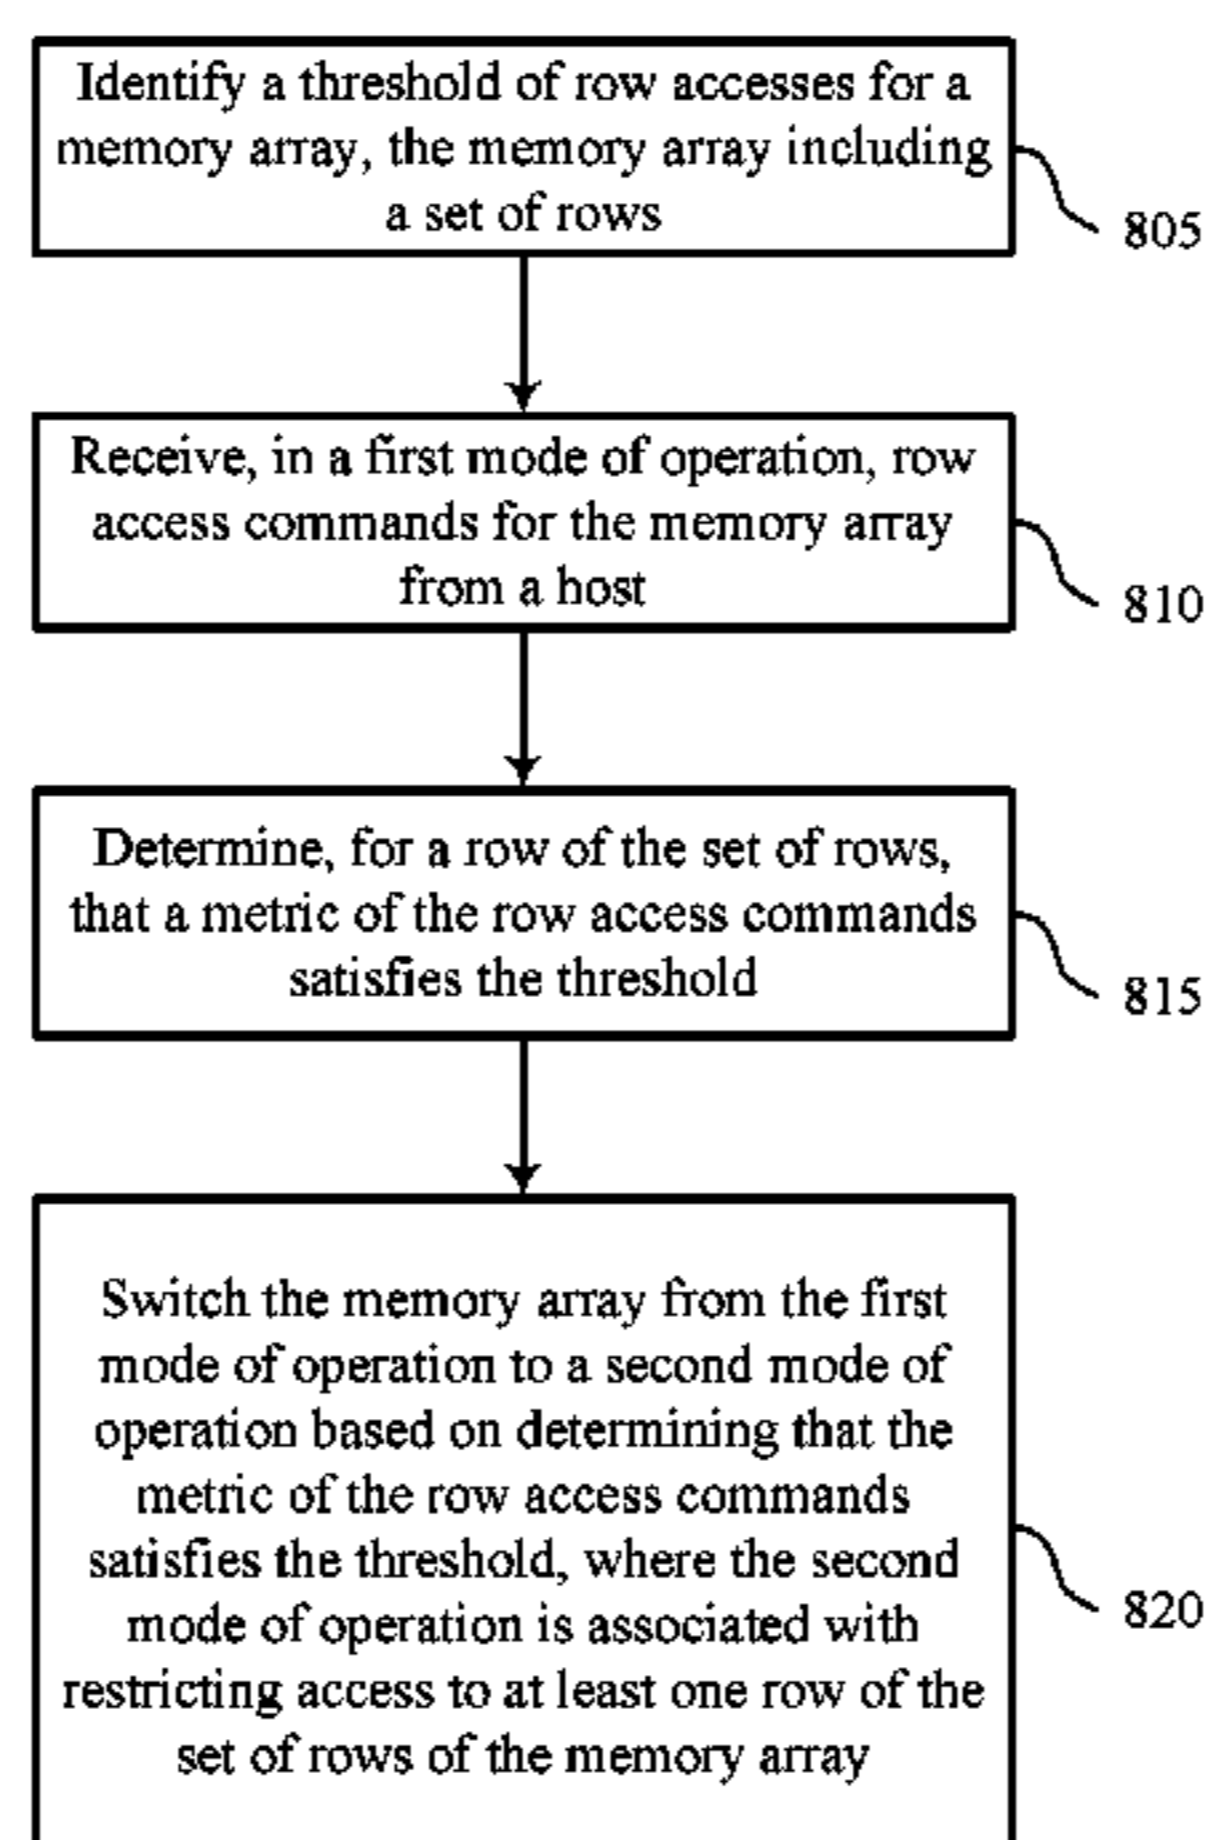 Identify a threshold of row accesses for a
memory array, the memory array including
a set of rows
805
Receive, in a first mode of operation, row
access commands for the memory array
from a host
810
Determine, for a row of the set of rows,
that a metric of the row access commands
satisfies the threshold
815
Switch the memory array from the first
mode of operation to a second mode of
operation based on determining that the
metric of the row access commands
satisfies the threshold, where the second
mode of operation is associated with
restricting access to at least one row of the
set of rows of the memory array
820